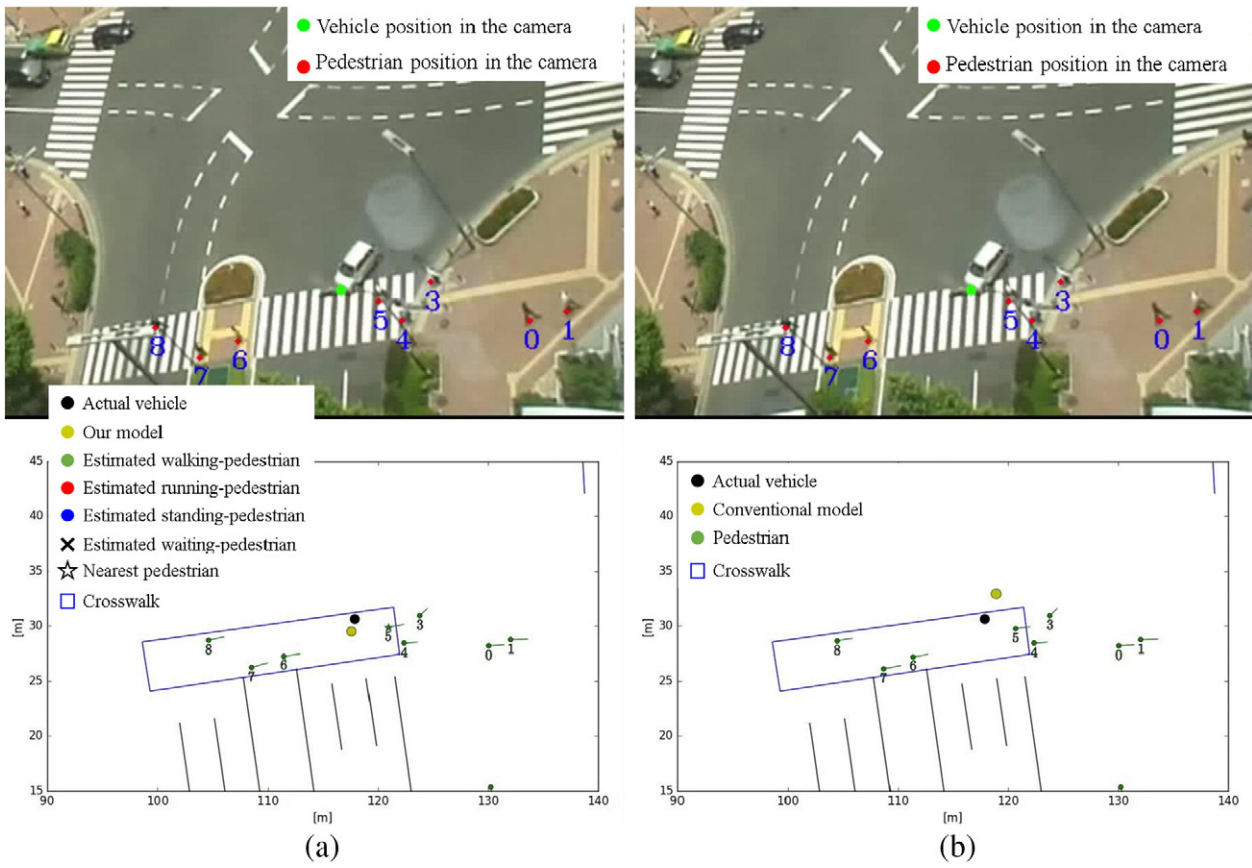 Vehicle position in the camera
Pedestrian position in the camera
3
5
4
0
1
6
8
7
Vehicle position in the camera
Pedestrian position in the camera
3
5
4
0
1
6
8
7
Actual vehicle
Our model
Estimated walking-pedestrian
Estimated running-pedestrian
Estimated standing-pedestrian
Estimated waiting-pedestrian
Nearest pedestrian
Crosswalk
45
40
35
30
25
20
15
[m]
8
7
6
5
4
3
0
1
90 100 110 120 130 140
[m]
(a)
Actual vehicle
Conventional model
Pedestrian
Crosswalk
45
40
35
30
25
20
15
[m]
8
7
6
5
4
3
0
1
90 100 110 120 130 140
[m]
(b)